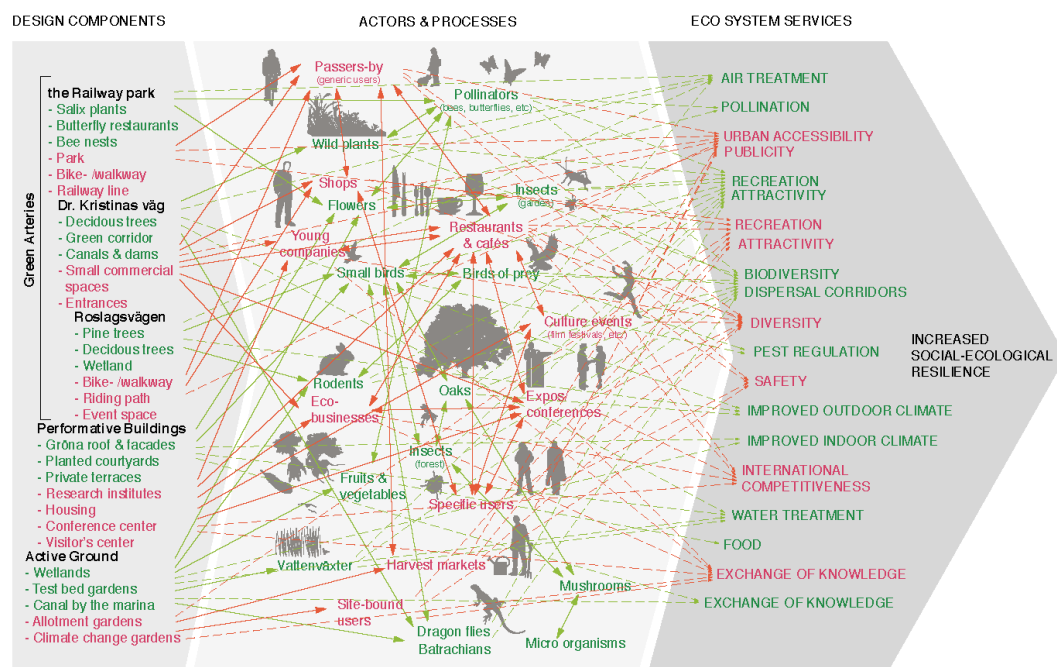 DESIGN COMPONENTS
ACTORS & PROCESSES
ECO SYSTEM SERVICES
Green Arteries
the Railway park
- Salix plants
- Butterfly restaurants
- Bee nests
- Park
- Bike- /walkway
- Railway line
Dr. Kristinas väg
- Decidous trees
- Green corridor
- Canals & dams
- Small commercial
spaces
- Entrances
Roslagsvägen
- Pine trees
- Decidous trees
- Wetland
- Bike- /walkway
- Riding path
- Event space
Performative Buildings
- Gröna roof & facades
- Planted courtyards
- Private terraces
- Research institutes
- Housing
- Conference center
- Visitor's center
Active Ground
- Wetlands
- Test bed gardens
- Canal by the marina
- Allotment gardens
- Climate change gardens
Passers-by
(generic users)
Pollinators
(bees, butterflies, etc)
Wild plants
Shops
Flowers
Insects
(garden)
Young
companies
Restaurants
& cafés
Small birds
Birds of prey
Culture events
(film festivals, etc)
Rodents
Oaks
Eco-
businesses
Expos
conferences
Insects
(forest)
Fruits &
vegetables
Specific users
Vattenväxter
Harvest markets
Mushrooms
Site-bound
users
Dragon flies
Batrachians
Micro organisms
AIR TREATMENT
POLLINATION
URBAN ACCESSIBILITY
PUBLICITY
RECREATION
ATTRACTIVITY
RECREATION
ATTRACTIVITY
BIODIVERSITY
DISPERSAL CORRIDORS
DIVERSITY
PEST REGULATION
SAFETY
IMPROVED OUTDOOR CLIMATE
IMPROVED INDOOR CLIMATE
INTERNATIONAL
COMPETITIVENESS
WATER TREATMENT
FOOD
EXCHANGE OF KNOWLEDGE
EXCHANGE OF KNOWLEDGE
INCREASED
SOCIAL-ECOLOGICAL
RESILIENCE